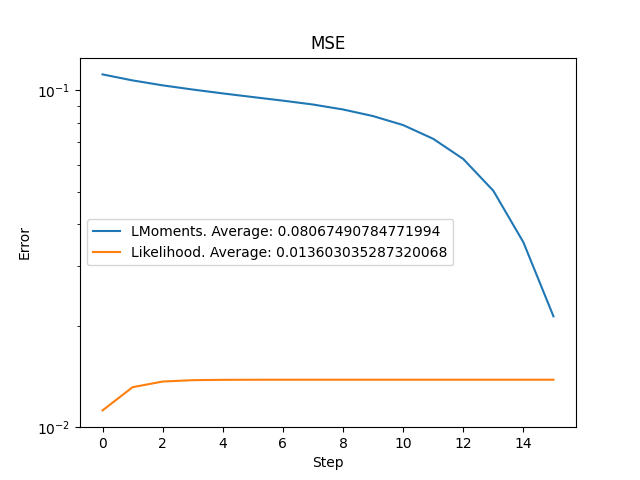 MSE
10⁻¹
Error
LMoments. Average: 0.08067490784771994
Likelihood. Average: 0.013603035287320068
10⁻²
0 2 4 6 8 10 12 14
Step